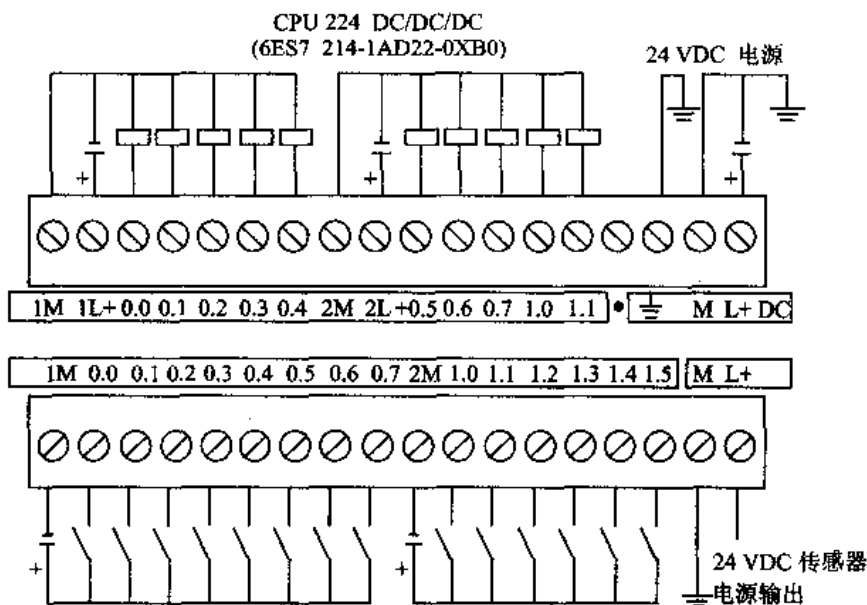 CPU 224 DC/DC/DC
(6ES7 214-1AD22-0XB0)
24 VDC 电源
+ + +
1M 1L+ 0.0 0.1 0.2 0.3 0.4 2M 2L+ 0.5 0.6 0.7 1.0 1.1 • M L+ DC
1M 0.0 0.1 0.2 0.3 0.4 0.5 0.6 0.7 2M 1.0 1.1 1.2 1.3 1.4 1.5 M L+
+ +
24 VDC 传感器
电源输出